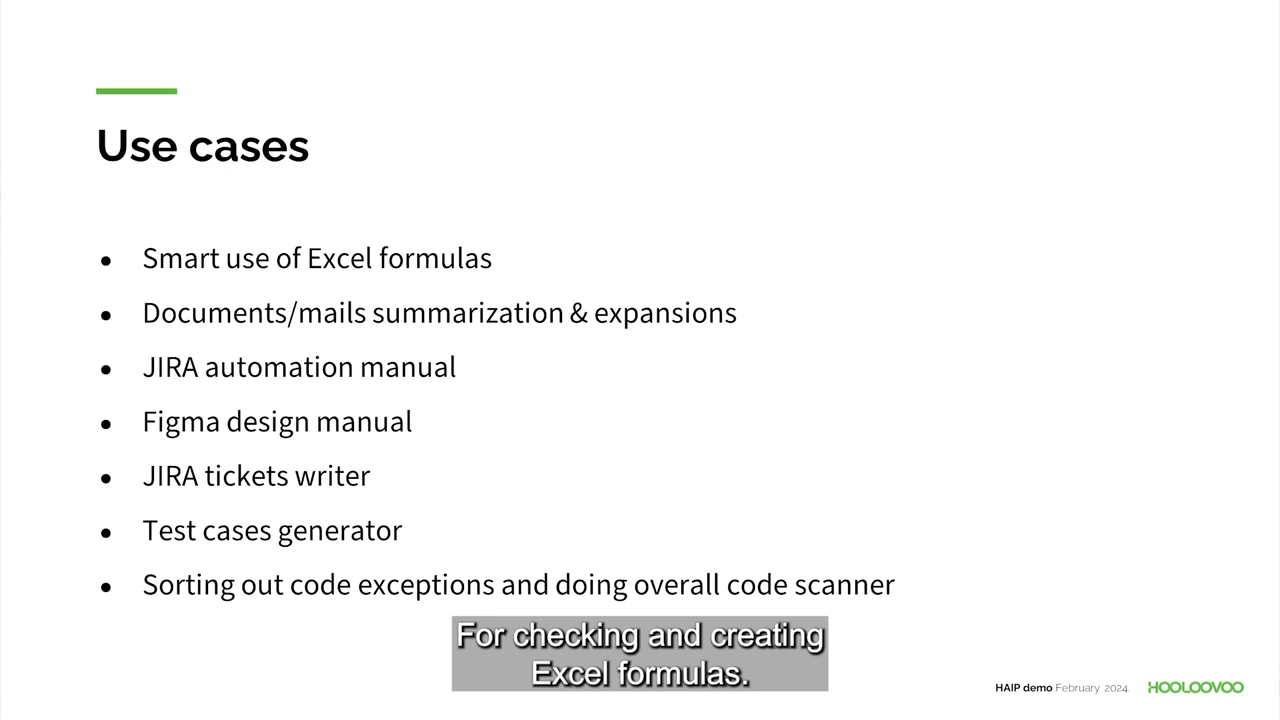 Use cases
Smart use of Excel formulas
Documents/mails summarization & expansions
JIRA automation manual
Figma design manual
JIRA tickets writer
Test cases generator
Sorting out code exceptions and doing overall code scanner
For checking and creating
Excel formulas.
HAIP demo February 2024.
HOOLOOVOO